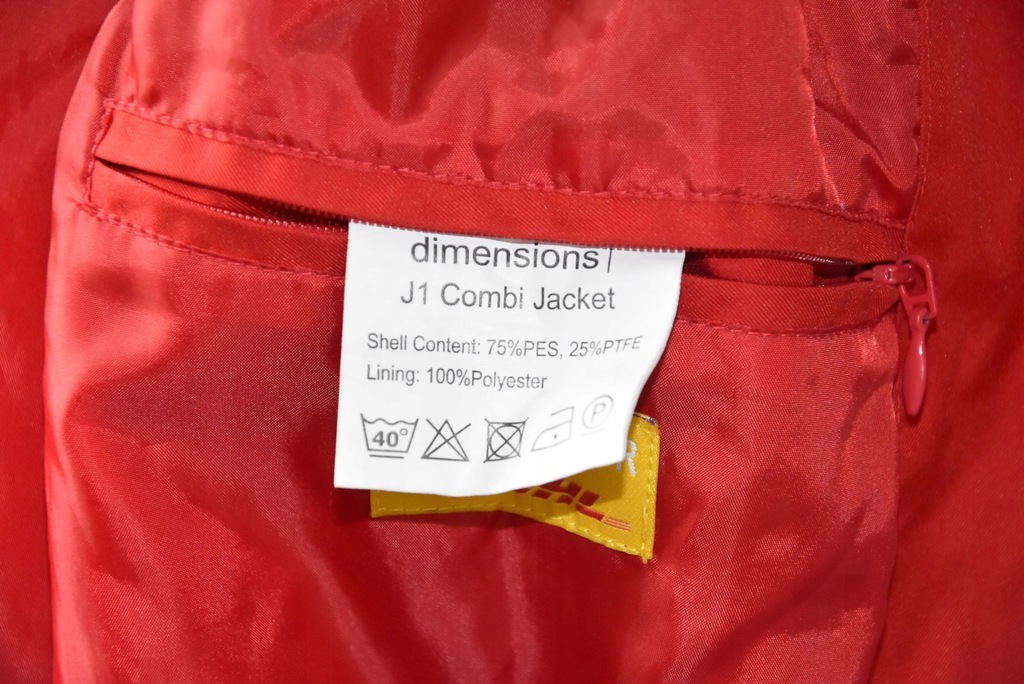 dimensions
J1 Combi Jacket
Shell Content: 75%PES, 25%PTFE
Lining: 100%Polyester
40°
P